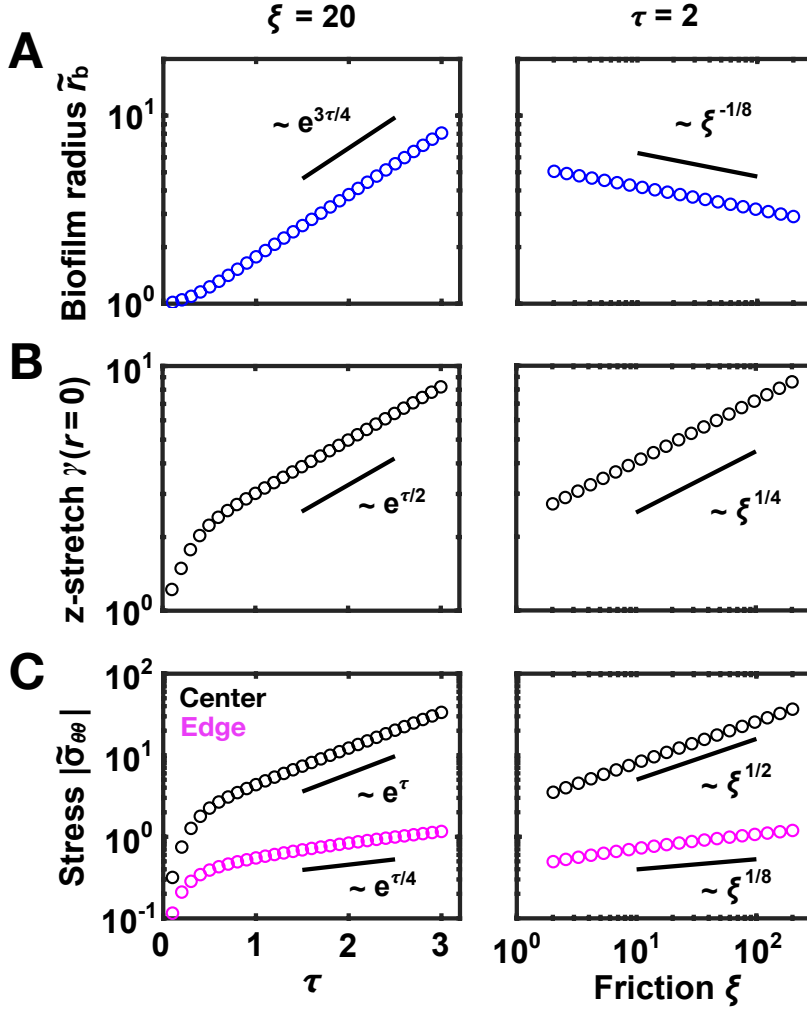 ξ = 20
τ = 2
A
Biofilm radius r̃_b
10^1
10^0
~ e^{3τ/4}
~ ξ^{-1/8}
B
z-stretch γ(r=0)
10^1
10^0
~ e^{τ/2}
~ ξ^{1/4}
C
Stress |σ̃_{θθ}|
10^2
10^1
10^0
10^{-1}
Center
Edge
~ e^τ
~ e^{τ/4}
~ ξ^{1/2}
~ ξ^{1/8}
0 1 2 3
10^0 10^1 10^2
τ
Friction ξ